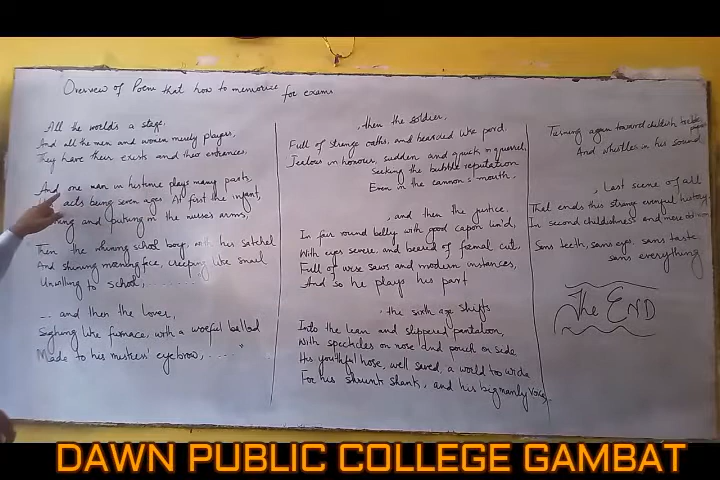 Overview of Poem that how to memorize for exams
All the world's a stage,
And all the men and women merely players,
They have their exists and their entrances,
And one man in histeme plays many parts
acts being seven ages. At first the infant,
and puking in the nurse's arms,
Then the whining school boy, with his satchel
And shining morning face, creeping like snail
Unwilling to school, ..........
... and then the Lover,
Sighing like furnace, with a woeful ballad
Made to his mistress' eyebrow, .....
, then the soldier,
Full of strange oaths, and bearded like pard,
Jealous in honour, sudden and quick in quarrel,
Seeking the bubble reputation
Even in the cannon's mouth,
, and then the justice,
In fair round belly with good capon lin'd,
With eyes severe, and beard of formal cut,
Full of wise saws and modern instances,
And so he plays his part
, the sixth age shifts
Into the lean and slippered pantaloon,
With spectacles on nose and pouch on side
His youthful hose, well saved, a world too wide
For his shrunk shank, and his big manly voice,
Turning again toward childish treble, pipes
And whistles in his sound
, Last scene of all
That ends this strange eventful history,
In second childishness and mere
Sans teeth, sans eyes, sans taste,
sans everything
The END
DAWN PUBLIC COLLEGE GAMBAT